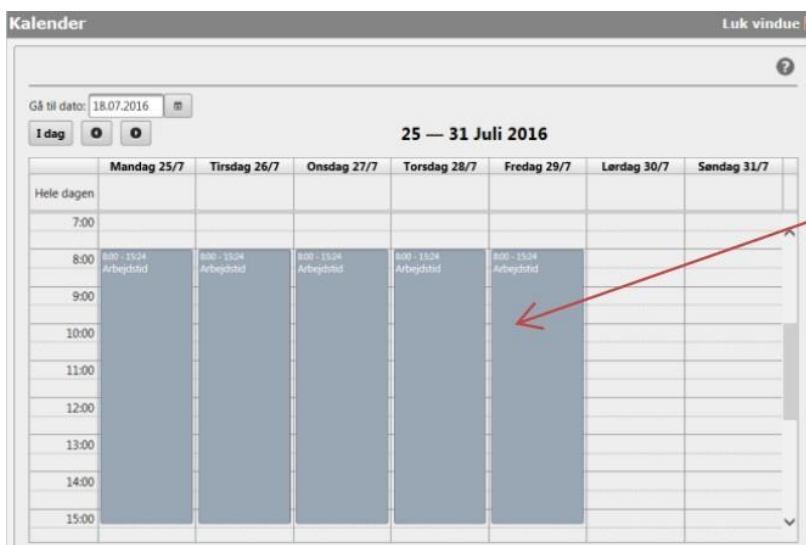 Kalender Luk vindue
Gå til dato: 18.07.2016
I dag 25 — 31 Juli 2016
Mandag 25/7 Tirsdag 26/7 Onsdag 27/7 Torsdag 28/7 Fredag 29/7 Lørdag 30/7 Søndag 31/7
Hele dagen
7:00
8:00 8:00 - 15:24 8:00 - 15:24 8:00 - 15:24 8:00 - 15:24 8:00 - 15:24
Arbejdstid Arbejdstid Arbejdstid Arbejdstid Arbejdstid
9:00
10:00
11:00
12:00
13:00
14:00
15:00